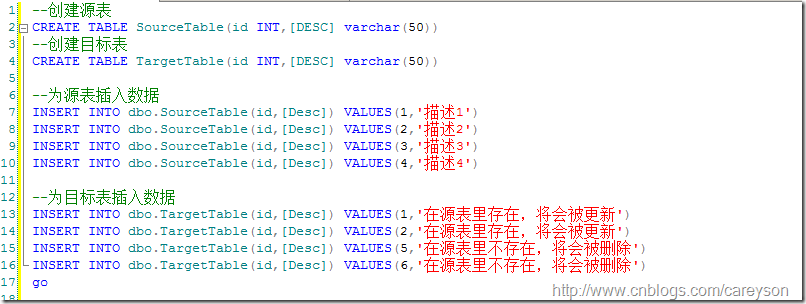 1 --创建源表
2 CREATE TABLE SourceTable(id INT,[DESC] varchar(50))
3 --创建目标表
4 CREATE TABLE TargetTable(id INT,[DESC] varchar(50))
5
6 --为源表插入数据
7 INSERT INTO dbo.SourceTable(id,[Desc]) VALUES(1,'描述1')
8 INSERT INTO dbo.SourceTable(id,[Desc]) VALUES(2,'描述2')
9 INSERT INTO dbo.SourceTable(id,[Desc]) VALUES(3,'描述3')
10 INSERT INTO dbo.SourceTable(id,[Desc]) VALUES(4,'描述4')
11
12 --为目标表插入数据
13 INSERT INTO dbo.TargetTable(id,[Desc]) VALUES(1,'在源表里存在，将会被更新')
14 INSERT INTO dbo.TargetTable(id,[Desc]) VALUES(2,'在源表里存在，将会被更新')
15 INSERT INTO dbo.TargetTable(id,[Desc]) VALUES(5,'在源表里不存在，将会被删除')
16 INSERT INTO dbo.TargetTable(id,[Desc]) VALUES(6,'在源表里不存在，将会被删除')
17 go
http://www.cnblogs.com/careyson